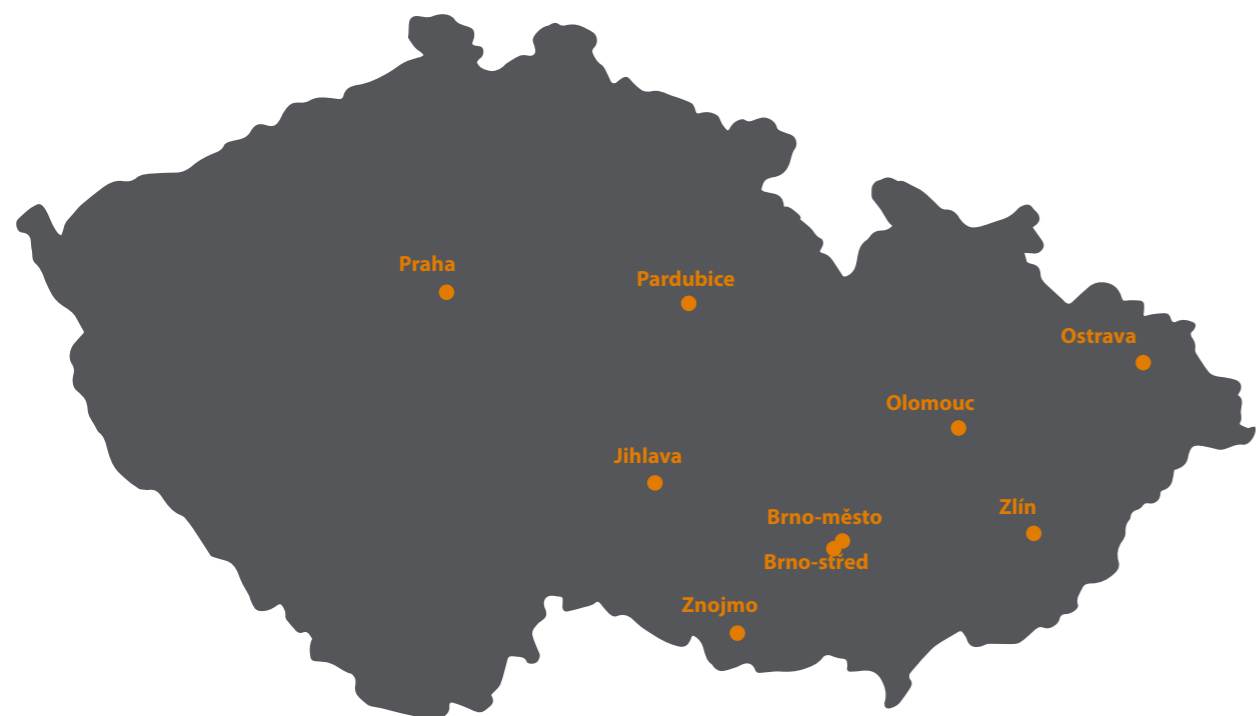 Praha
Pardubice
Ostrava
Olomouc
Jihlava
Zlín
Brno-město
Brno-střed
Znojmo